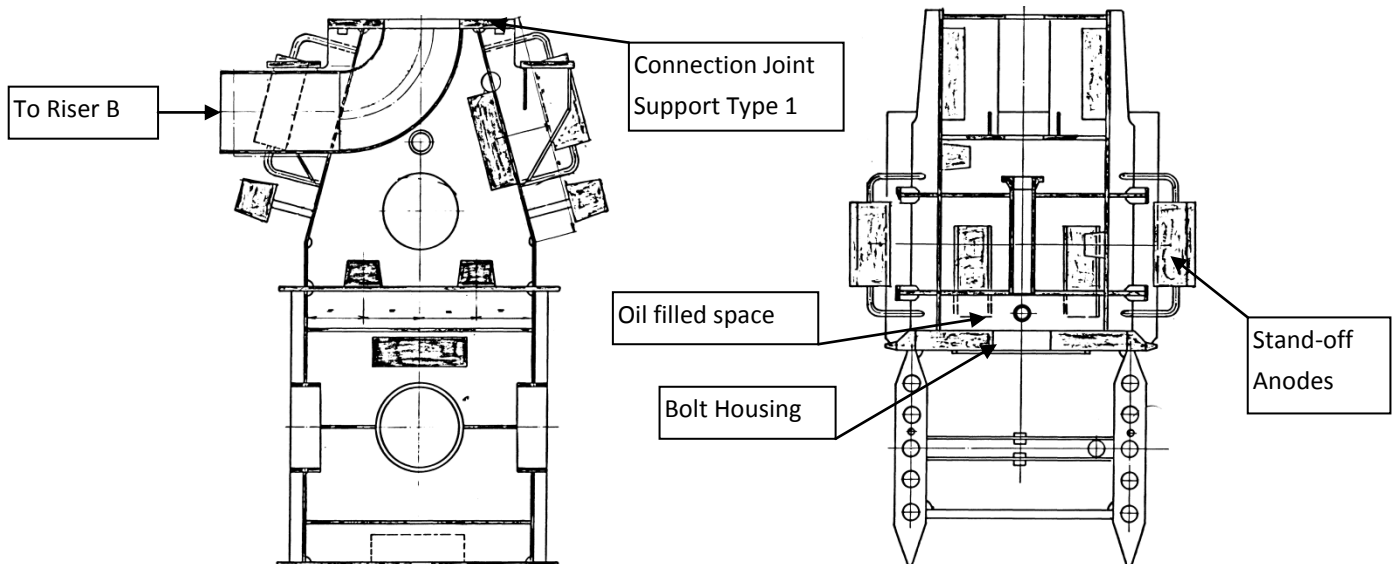 To Riser B
Connection Joint
Support Type 1
Oil filled space
Bolt Housing
Stand-off
Anodes